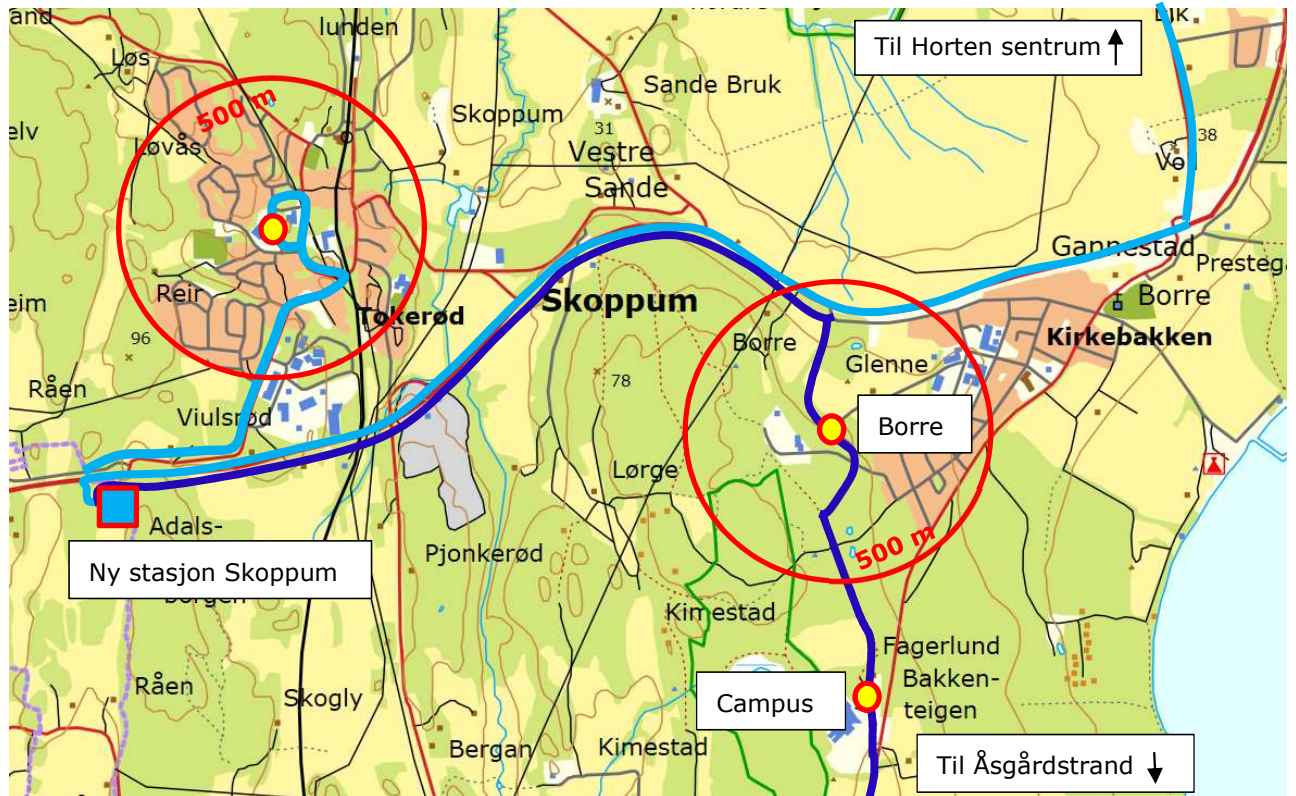 lunden
Løs
Til Horten sentrum
500 m
Sande Bruk
Skoppum
31
Løvås
Vestre
Sande
38
Gannestad
Prestega
Reir
Skoppum
Borre
Tokerød
Kirkebakken
96
Borre
Glenne
78
Råen
Viulsrød
Borre
Lørge
Adals-
500 m
Pjonkerød
Ny stasjon Skoppum
Kimestad
Fagerlund
Råen
Skogly
Campus
Bakken-
teigen
Bergan
Kimestad
Til Åsgårdstrand